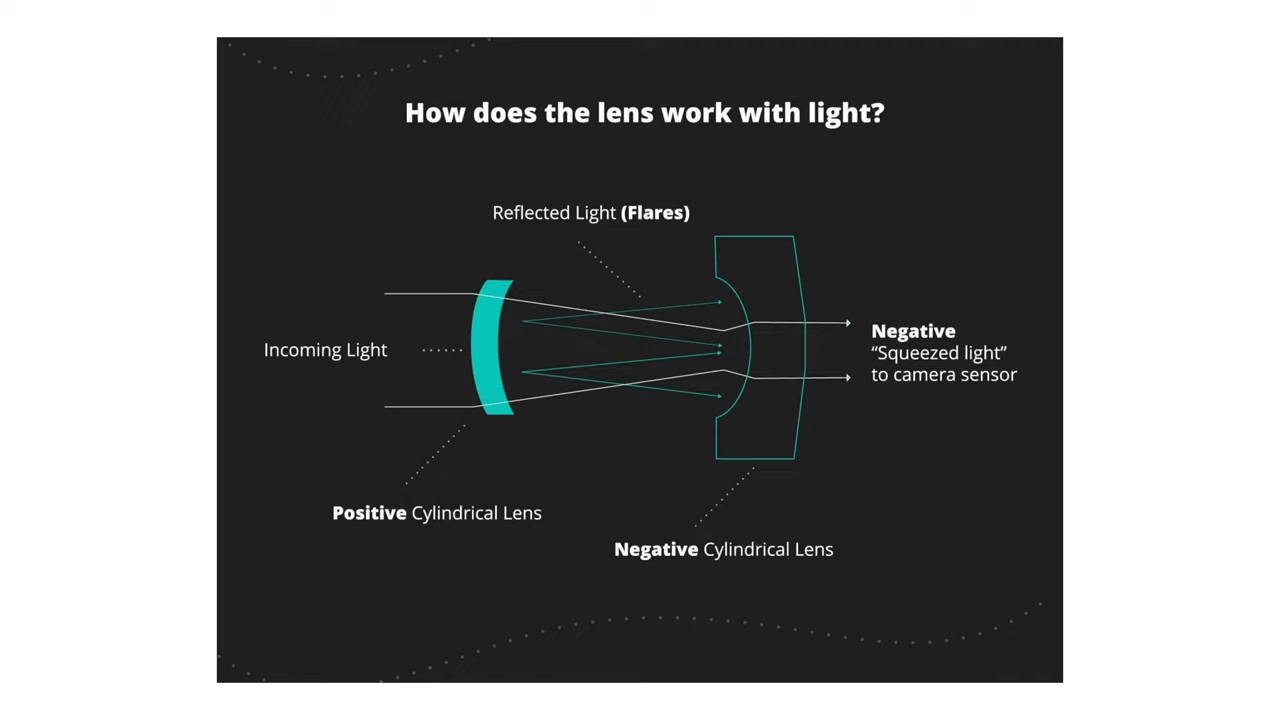 How does the lens work with light?
Reflected Light (Flares)
Incoming Light
Negative
“Squeezed light”
to camera sensor
Positive Cylindrical Lens
Negative Cylindrical Lens